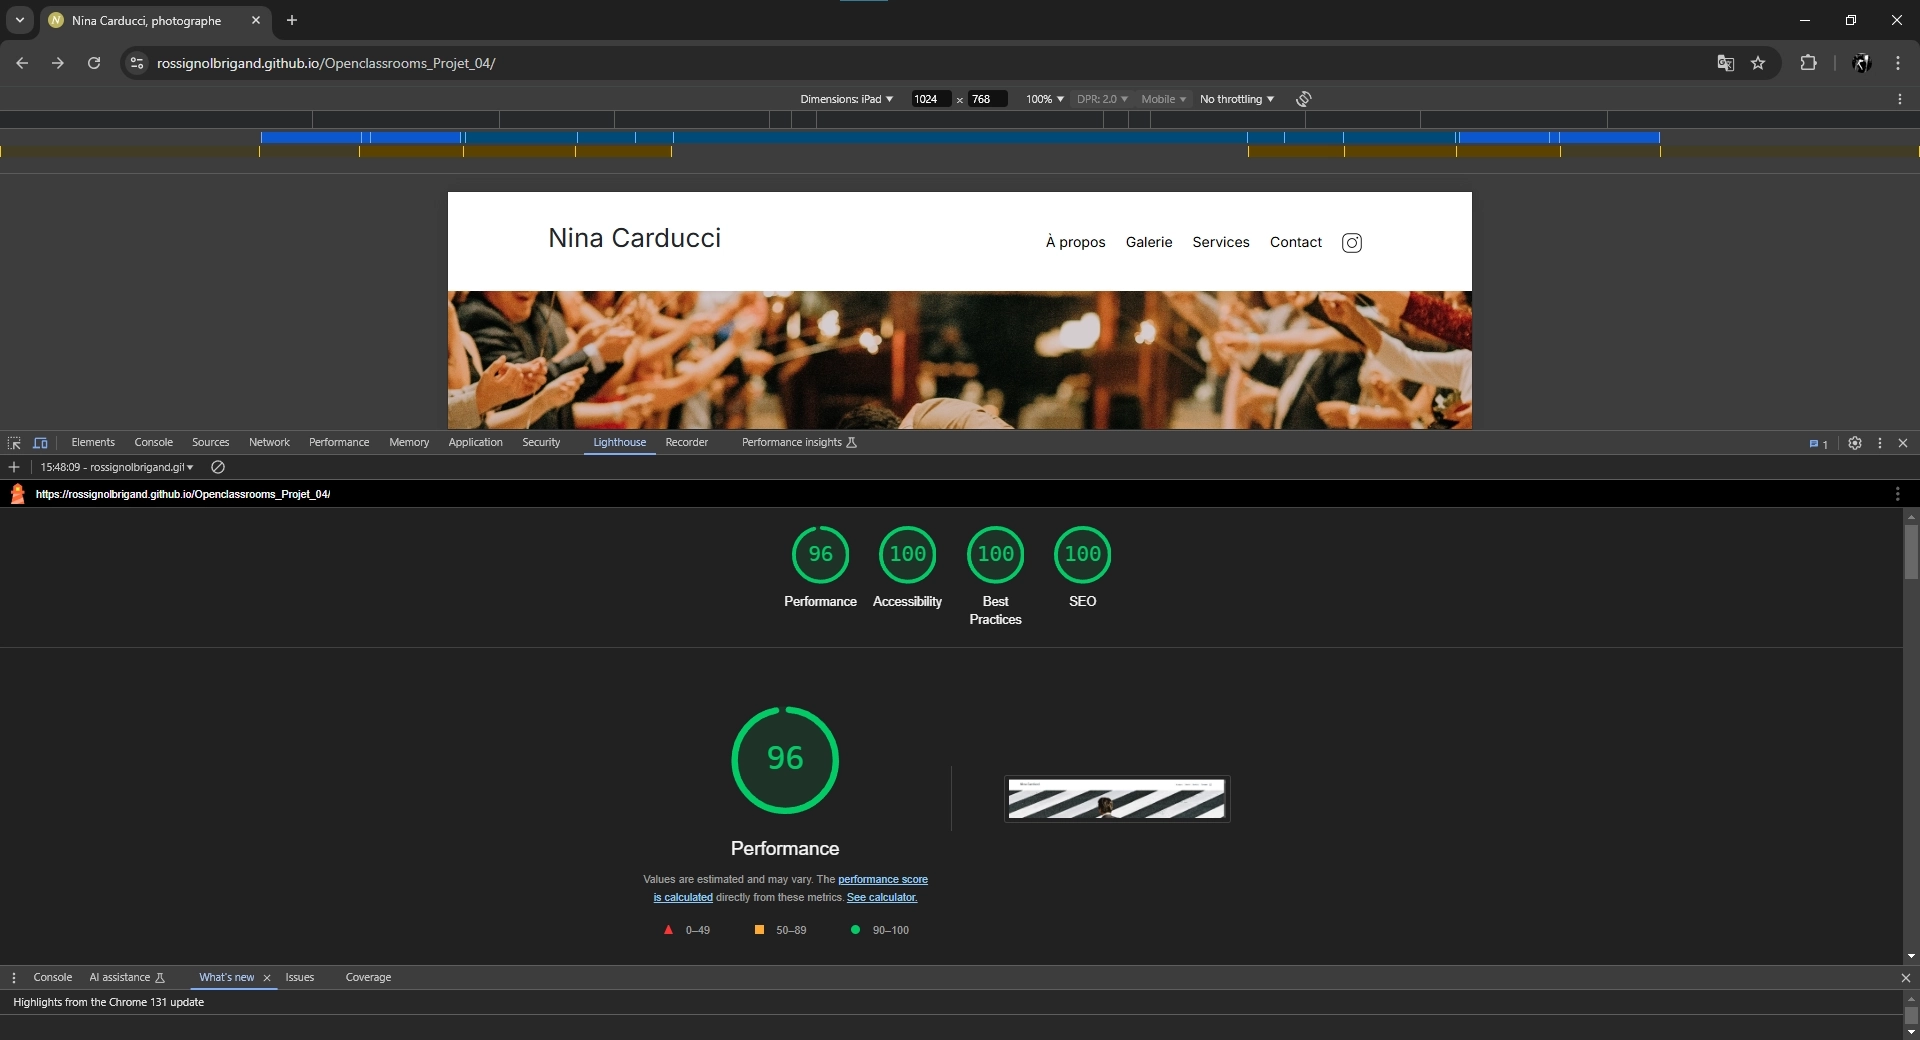 Nina Carducci, photographe
rossignolbrigand.github.io/Openclassrooms_Projet_04/
Dimensions: iPad 1024 × 768 100% DPR: 2.0 Mobile No throttling
Nina Carducci
À propos Galerie Services Contact
Elements Console Sources Network Performance Memory Application Security Lighthouse Recorder Performance insights 1
15:48:09 - rossignolbrigand.git
https://rossignolbrigand.github.io/Openclassrooms_Projet_04/
96 100 100 100
Performance Accessibility Best Practices SEO
96
Performance
Values are estimated and may vary. The performance score
is calculated directly from these metrics. See calculator.
0–49 50–89 90–100
Console AI assistance What's new Issues Coverage
Highlights from the Chrome 131 update